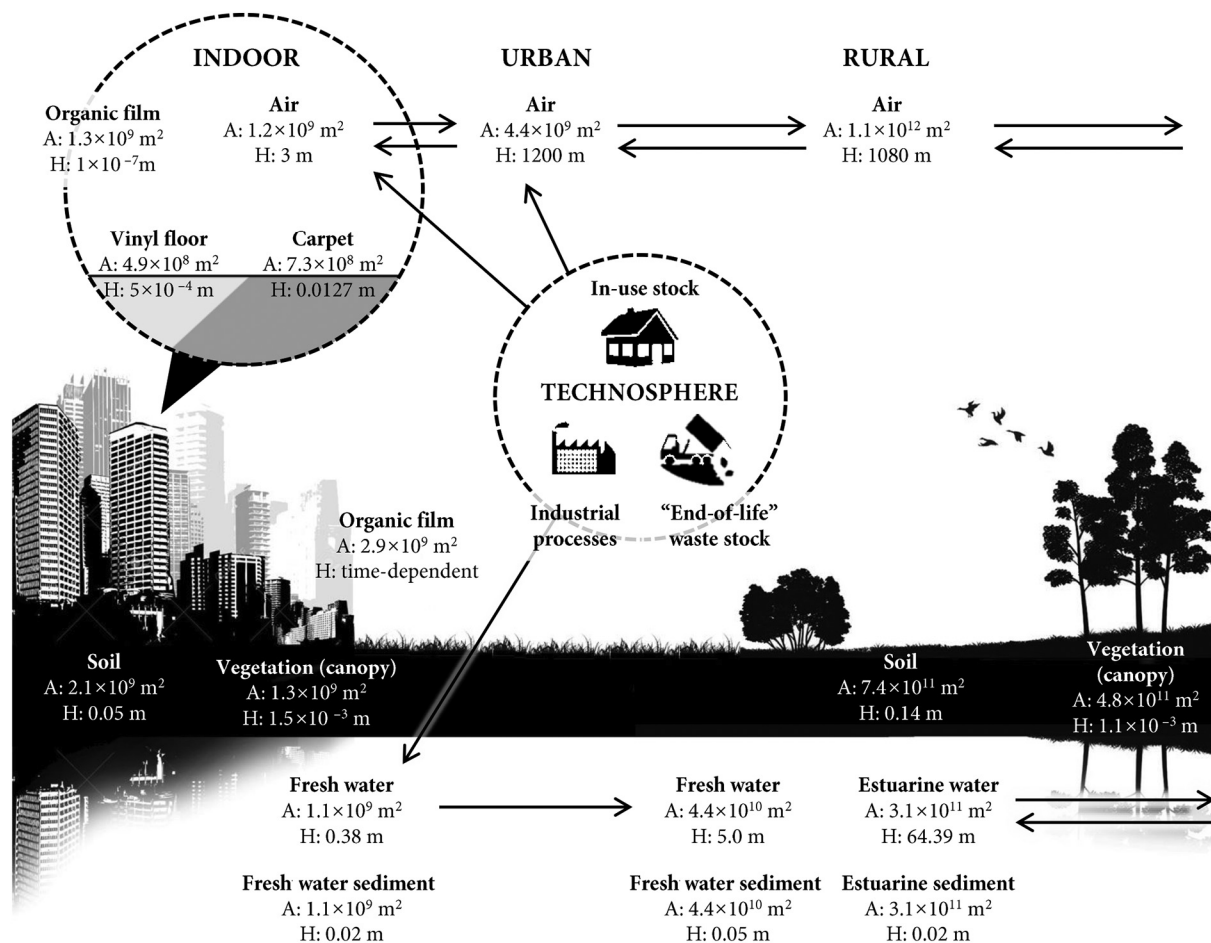 INDOOR
URBAN
RURAL
Organic film
A: 1.3×10⁹ m²
H: 1×10⁻⁷m
Air
A: 1.2×10⁹ m²
H: 3 m
Air
A: 4.4×10⁹ m²
H: 1200 m
Air
A: 1.1×10¹² m²
H: 1080 m
Vinyl floor
A: 4.9×10⁸ m²
H: 5×10⁻⁴ m
Carpet
A: 7.3×10⁸ m²
H: 0.0127 m
In-use stock
TECHNOSPHERE
Industrial
processes
“End-of-life”
waste stock
Organic film
A: 2.9×10⁹ m²
H: time-dependent
Soil
A: 2.1×10⁹ m²
H: 0.05 m
Vegetation (canopy)
A: 1.3×10⁹ m²
H: 1.5×10⁻³ m
Soil
A: 7.4×10¹¹ m²
H: 0.14 m
Vegetation
(canopy)
A: 4.8×10¹¹ m²
H: 1.1×10⁻³ m
Fresh water
A: 1.1×10⁹ m²
H: 0.38 m
Fresh water
A: 4.4×10¹⁰ m²
H: 5.0 m
Estuarine water
A: 3.1×10¹¹ m²
H: 64.39 m
Fresh water sediment
A: 1.1×10⁹ m²
H: 0.02 m
Fresh water sediment
A: 4.4×10¹⁰ m²
H: 0.05 m
Estuarine sediment
A: 3.1×10¹¹ m²
H: 0.02 m